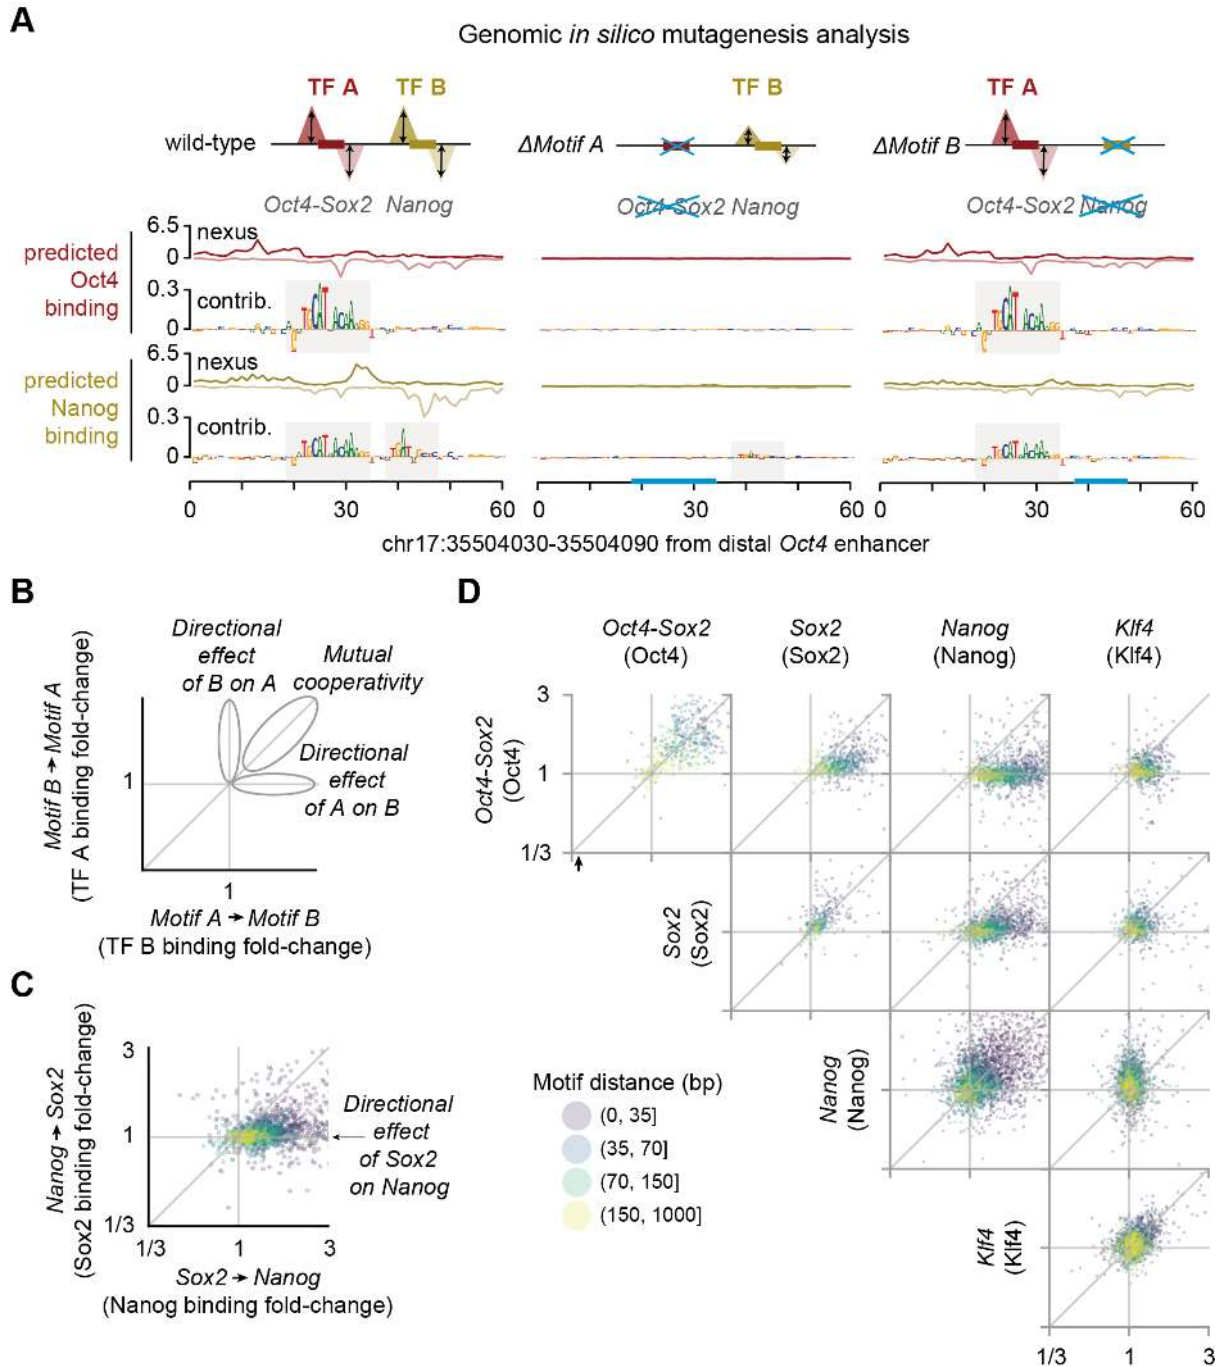 A
Genomic in silico mutagenesis analysis
TF A TF B
TF B
TF A
wild-type
ΔMotif A
ΔMotif B
Oct4-Sox2 Nanog
Oct4-Sox2 Nanog
Oct4-Sox2 Nanog
predicted
Oct4
binding
6.5
0
nexus
0.3
0
contrib.
predicted
Nanog
binding
6.5
0
nexus
0.3
0
contrib.
0 30 60
0 30 60
0 30 60
chr17:35504030-35504090 from distal Oct4 enhancer
B
Directional
effect
of B on A
Mutual
cooperativity
Directional
effect
of A on B
Motif B → Motif A
(TF A binding fold-change)
1
1
Motif A → Motif B
(TF B binding fold-change)
C
Nanog → Sox2
(Sox2 binding fold-change)
3
1
1/3
1/3 1 3
Sox2 → Nanog
(Nanog binding fold-change)
Directional
effect
of Sox2
on Nanog
D
Oct4-Sox2
(Oct4)
Sox2
(Sox2)
Nanog
(Nanog)
Klf4
(Klf4)
Oct4-Sox2
(Oct4)
3
1
1/3
Sox2
(Sox2)
Nanog
(Nanog)
Klf4
(Klf4)
1/3 1 3
Motif distance (bp)
(0, 35]
(35, 70]
(70, 150]
(150, 1000]